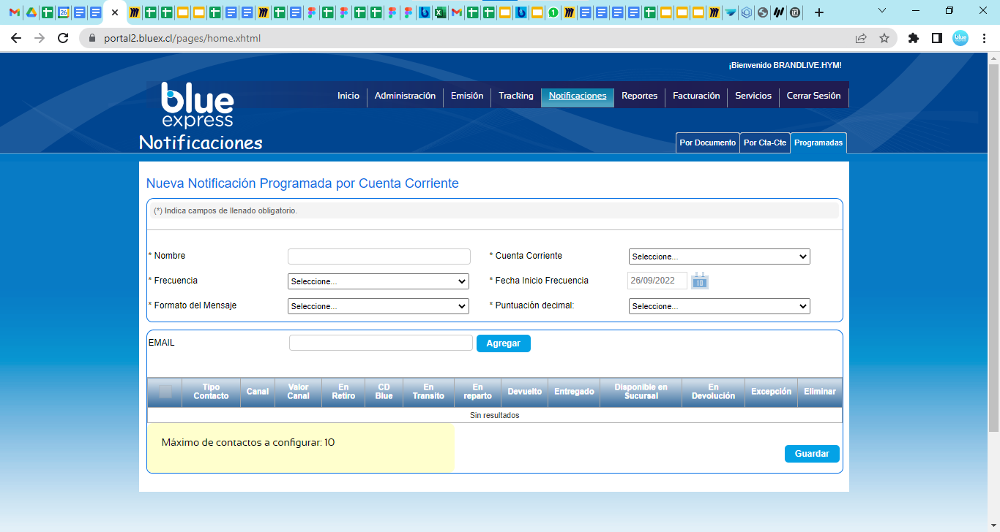 portal2.bluex.cl/pages/home.xhtml
¡Bienvenido BRANDLIVE.HYM!
blue
express
Inicio Administración Emisión Tracking Notificaciones Reportes Facturación Servicios Cerrar Sesión
Notificaciones
Por Documento Por Cta-Cte Programadas
Nueva Notificación Programada por Cuenta Corriente
(*) Indica campos de llenado obligatorio.
* Nombre * Cuenta Corriente Seleccione...
* Frecuencia Seleccione... * Fecha Inicio Frecuencia 26/09/2022 10
* Formato del Mensaje Seleccione... * Puntuación decimal: Seleccione...
EMAIL Agregar
Tipo Contacto Canal Valor Canal En Retiro CD Blue En Transito En reparto Devuelto Entregado Disponible en Sucursal En Devolución Excepción Eliminar
Sin resultados
Máximo de contactos a configurar: 10
Guardar